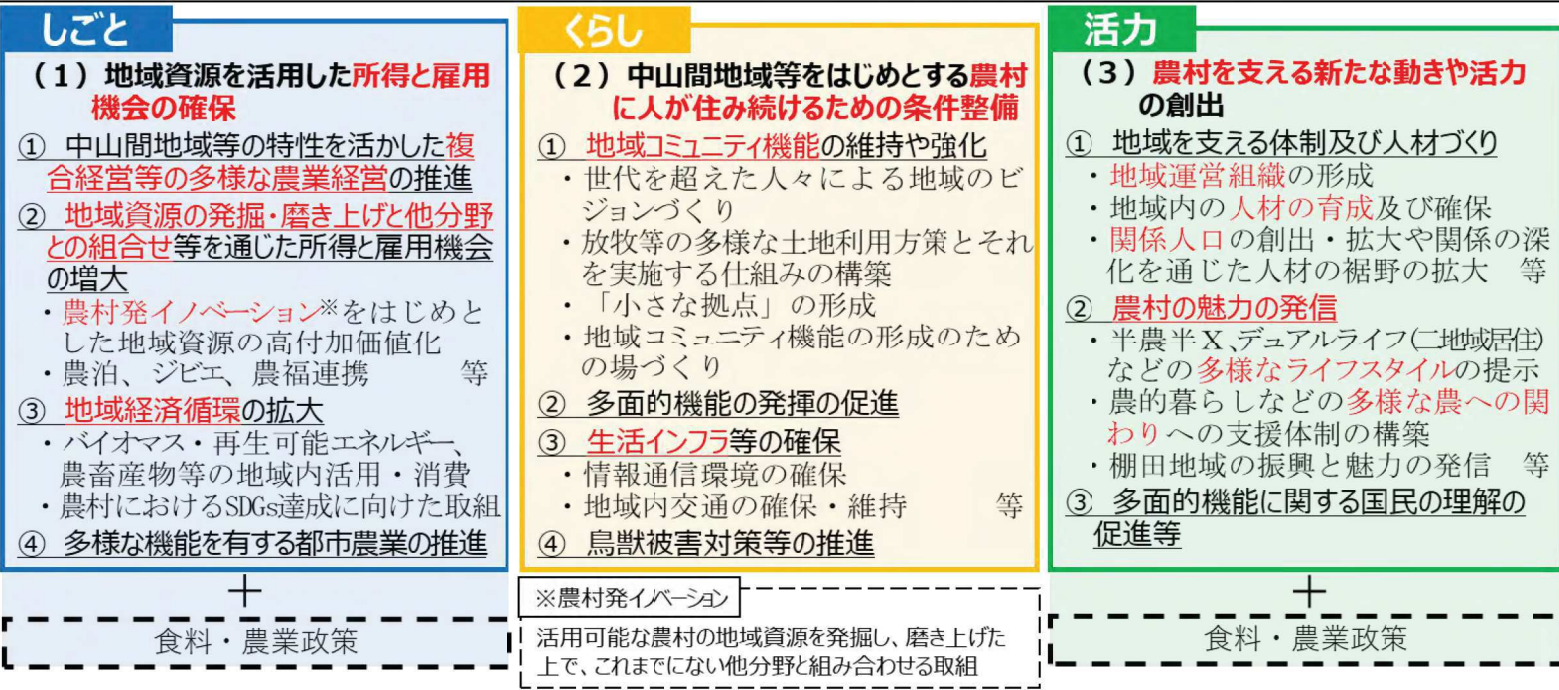 しごと
(1) 地域資源を活用した所得と雇用
機会の確保
① 中山間地域等の特性を活かした複
合経営等の多様な農業経営の推進
② 地域資源の発掘・磨き上げと他分野
との組合せ等を通じた所得と雇用機会
の増大
・農村発イノベーション※をはじめと
した地域資源の高付加価値化
・農泊、ジビエ、農福連携 等
③ 地域経済循環の拡大
・バイオマス・再生可能エネルギー、
農畜産物等の地域内活用・消費
・農村におけるSDGs達成に向けた取組
④ 多様な機能を有する都市農業の推進
＋
食料・農業政策
くらし
(2) 中山間地域等をはじめとする農村
に人が住み続けるための条件整備
① 地域コミュニティ機能の維持や強化
・世代を超えた人々による地域のビ
ジョンづくり
・放牧等の多様な土地利用方策とそれ
を実施する仕組みの構築
・「小さな拠点」の形成
・地域コミュニティ機能の形成のため
の場づくり
② 多面的機能の発揮の促進
③ 生活インフラ等の確保
・情報通信環境の確保
・地域内交通の確保・維持 等
④ 鳥獣被害対策等の推進
※農村発イノベーション
活用可能な農村の地域資源を発掘し、磨き上げた
上で、これまでにない他分野と組み合わせる取組
活力
(3) 農村を支える新たな動きや活力
の創出
① 地域を支える体制及び人材づくり
・地域運営組織の形成
・地域内の人材の育成及び確保
・関係人口の創出・拡大や関係の深
化を通じた人材の裾野の拡大 等
② 農村の魅力の発信
・半農半X、デュアルライフ(二地域居住)
などの多様なライフスタイルの提示
・農的暮らしなどの多様な農への関
わりへの支援体制の構築
・棚田地域の振興と魅力の発信 等
③ 多面的機能に関する国民の理解の
促進等
＋
食料・農業政策